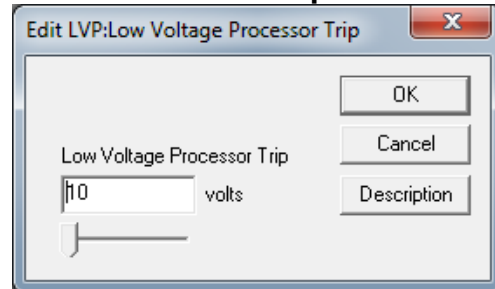 Edit LVP:Low Voltage Processor Trip
OK
Cancel
Low Voltage Processor Trip
10 volts
Description